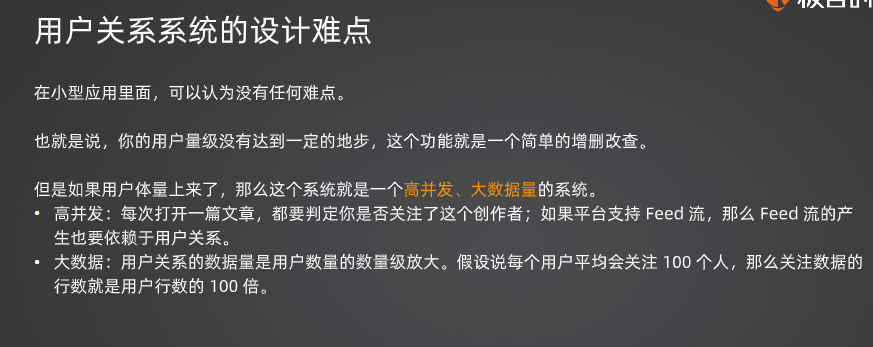 用户关系系统的设计难点
在小型应用里面，可以认为没有任何难点。
也就是说，你的用户量级没有达到一定的地步，这个功能就是一个简单的增删改查。
但是如果用户体量上来了，那么这个系统就是一个高并发、大数据量的系统。
• 高并发：每次打开一篇文章，都要判定你是否关注了这个创作者；如果平台支持 Feed 流，那么 Feed 流的产
生也要依赖于用户关系。
• 大数据：用户关系的数据量是用户数量的数量级放大。假设说每个用户平均会关注 100 个人，那么关注数据的
行数就是用户行数的 100 倍。